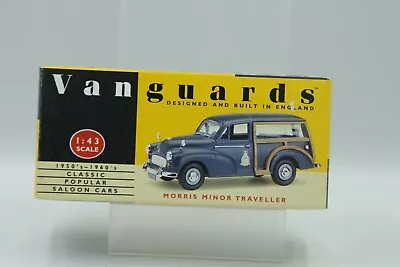 Vanguards
DESIGNED AND BUILT IN ENGLAND
1:43
SCALE
1950's-1960's
CLASSIC
POPULAR
SALOON CARS
MORRIS MINOR TRAVELLER